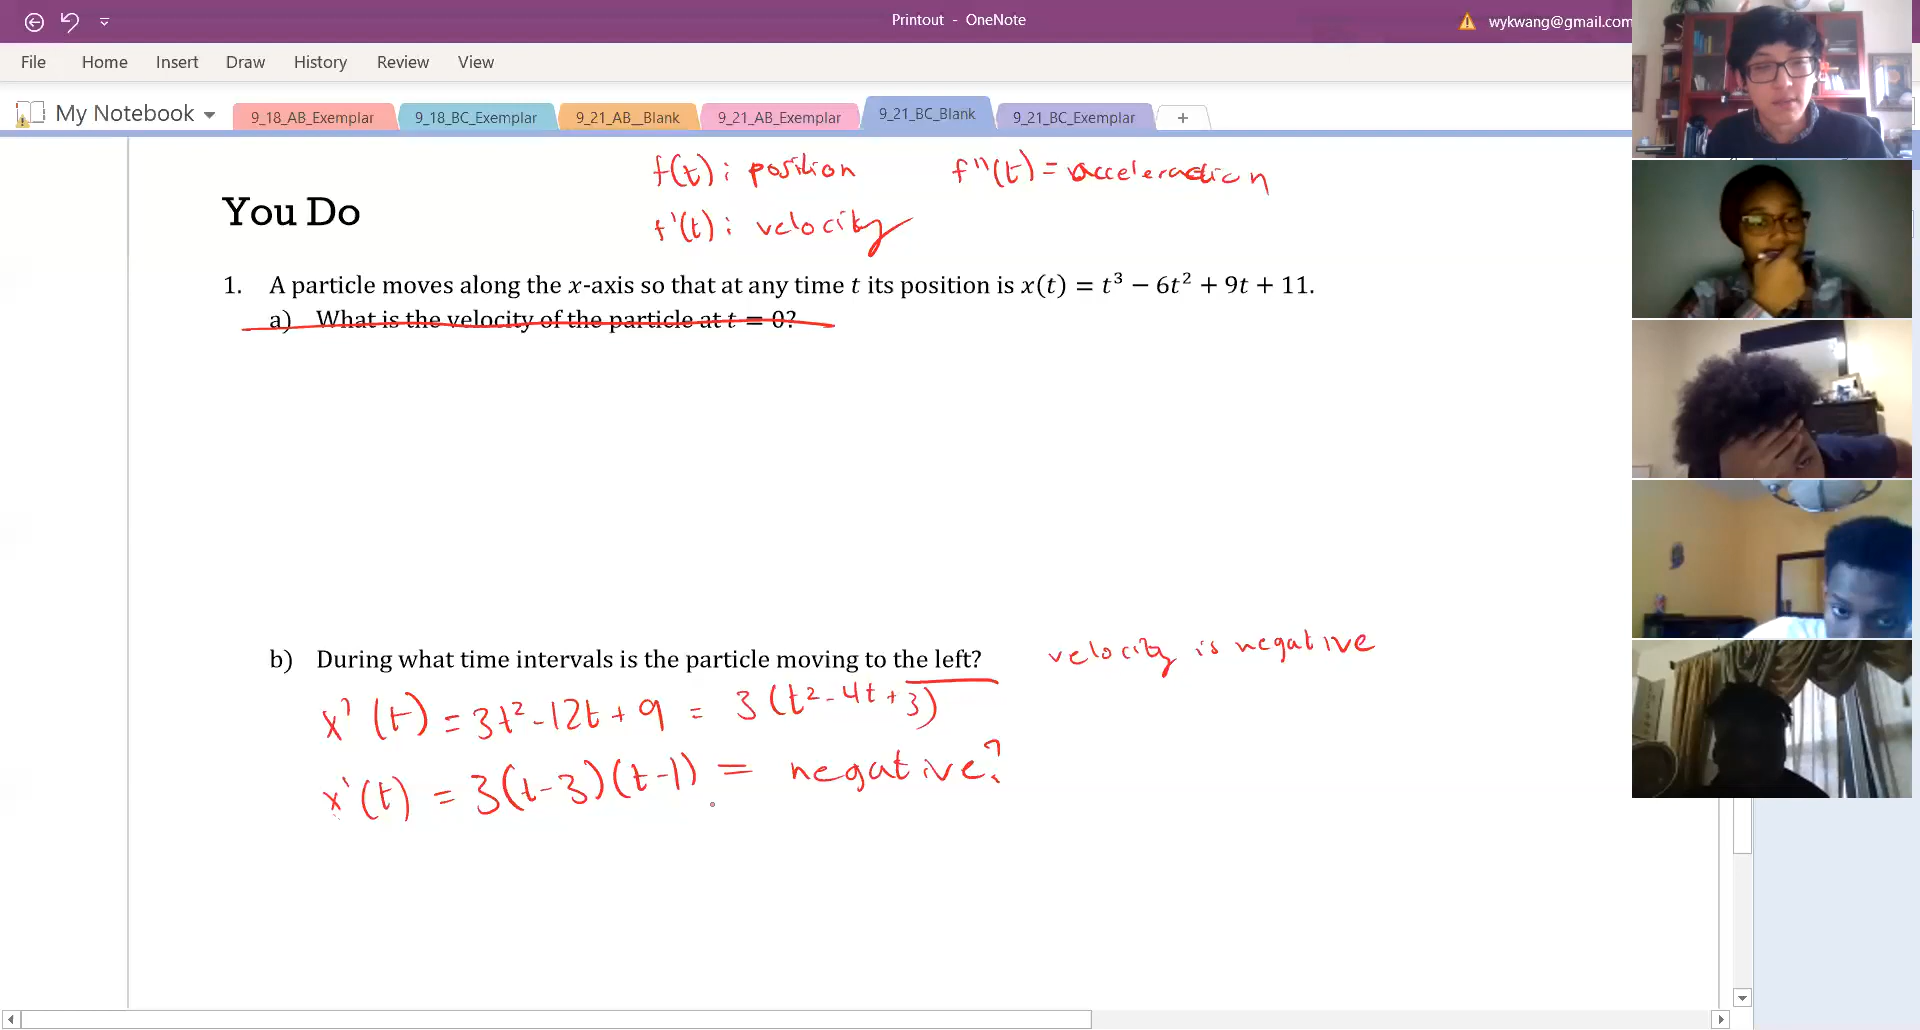 Printout - OneNote
wykwang@gmail.com
File Home Insert Draw History Review View
My Notebook 9_18_AB_Exemplar 9_18_BC_Exemplar 9_21_AB__Blank 9_21_AB_Exemplar 9_21_BC_Blank 9_21_BC_Exemplar +
f(t): position f''(t) = acceleraction
You Do
f'(t): velocity
1. A particle moves along the x-axis so that at any time t its position is x(t) = t³ − 6t² + 9t + 11.
a) What is the velocity of the particle at t = 0?
b) During what time intervals is the particle moving to the left? velocity is negative
x'(t) = 3t² - 12t + 9 = 3(t² - 4t + 3)
x'(t) = 3(t-3)(t-1) = negative?